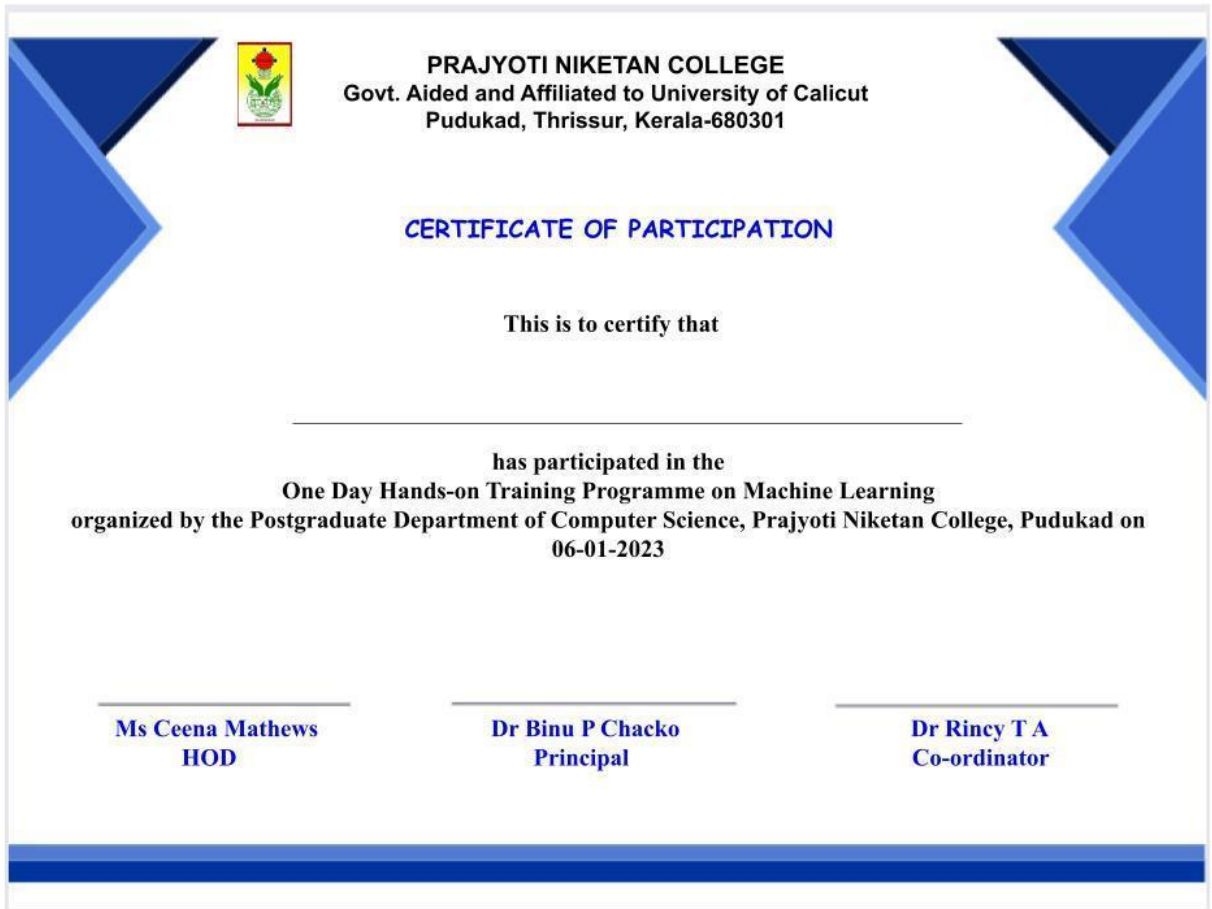 PRAJYOTI NIKETAN COLLEGE
Govt. Aided and Affiliated to University of Calicut
Pudukad, Thrissur, Kerala-680301
CERTIFICATE OF PARTICIPATION
This is to certify that
has participated in the
One Day Hands-on Training Programme on Machine Learning
organized by the Postgraduate Department of Computer Science, Prajyoti Niketan College, Pudukad on
06-01-2023
Ms Ceena Mathews
HOD
Dr Binu P Chacko
Principal
Dr Rincy T A
Co-ordinator